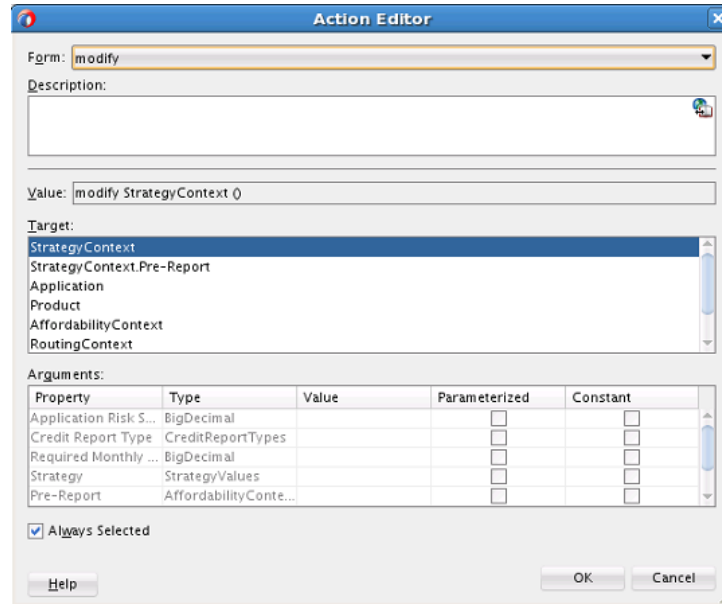 Action Editor
Form: modify
Description:
Value: modify StrategyContext ()
Target:
StrategyContext
StrategyContext.Pre-Report
Application
Product
AffordabilityContext
RoutingContext
Arguments:
Property Type Value Parameterized Constant
Application Risk S... BigDecimal
Credit Report Type CreditReportTypes
Required Monthly ... BigDecimal
Strategy StrategyValues
Pre-Report AffordabilityConte...
Always Selected
Help OK Cancel